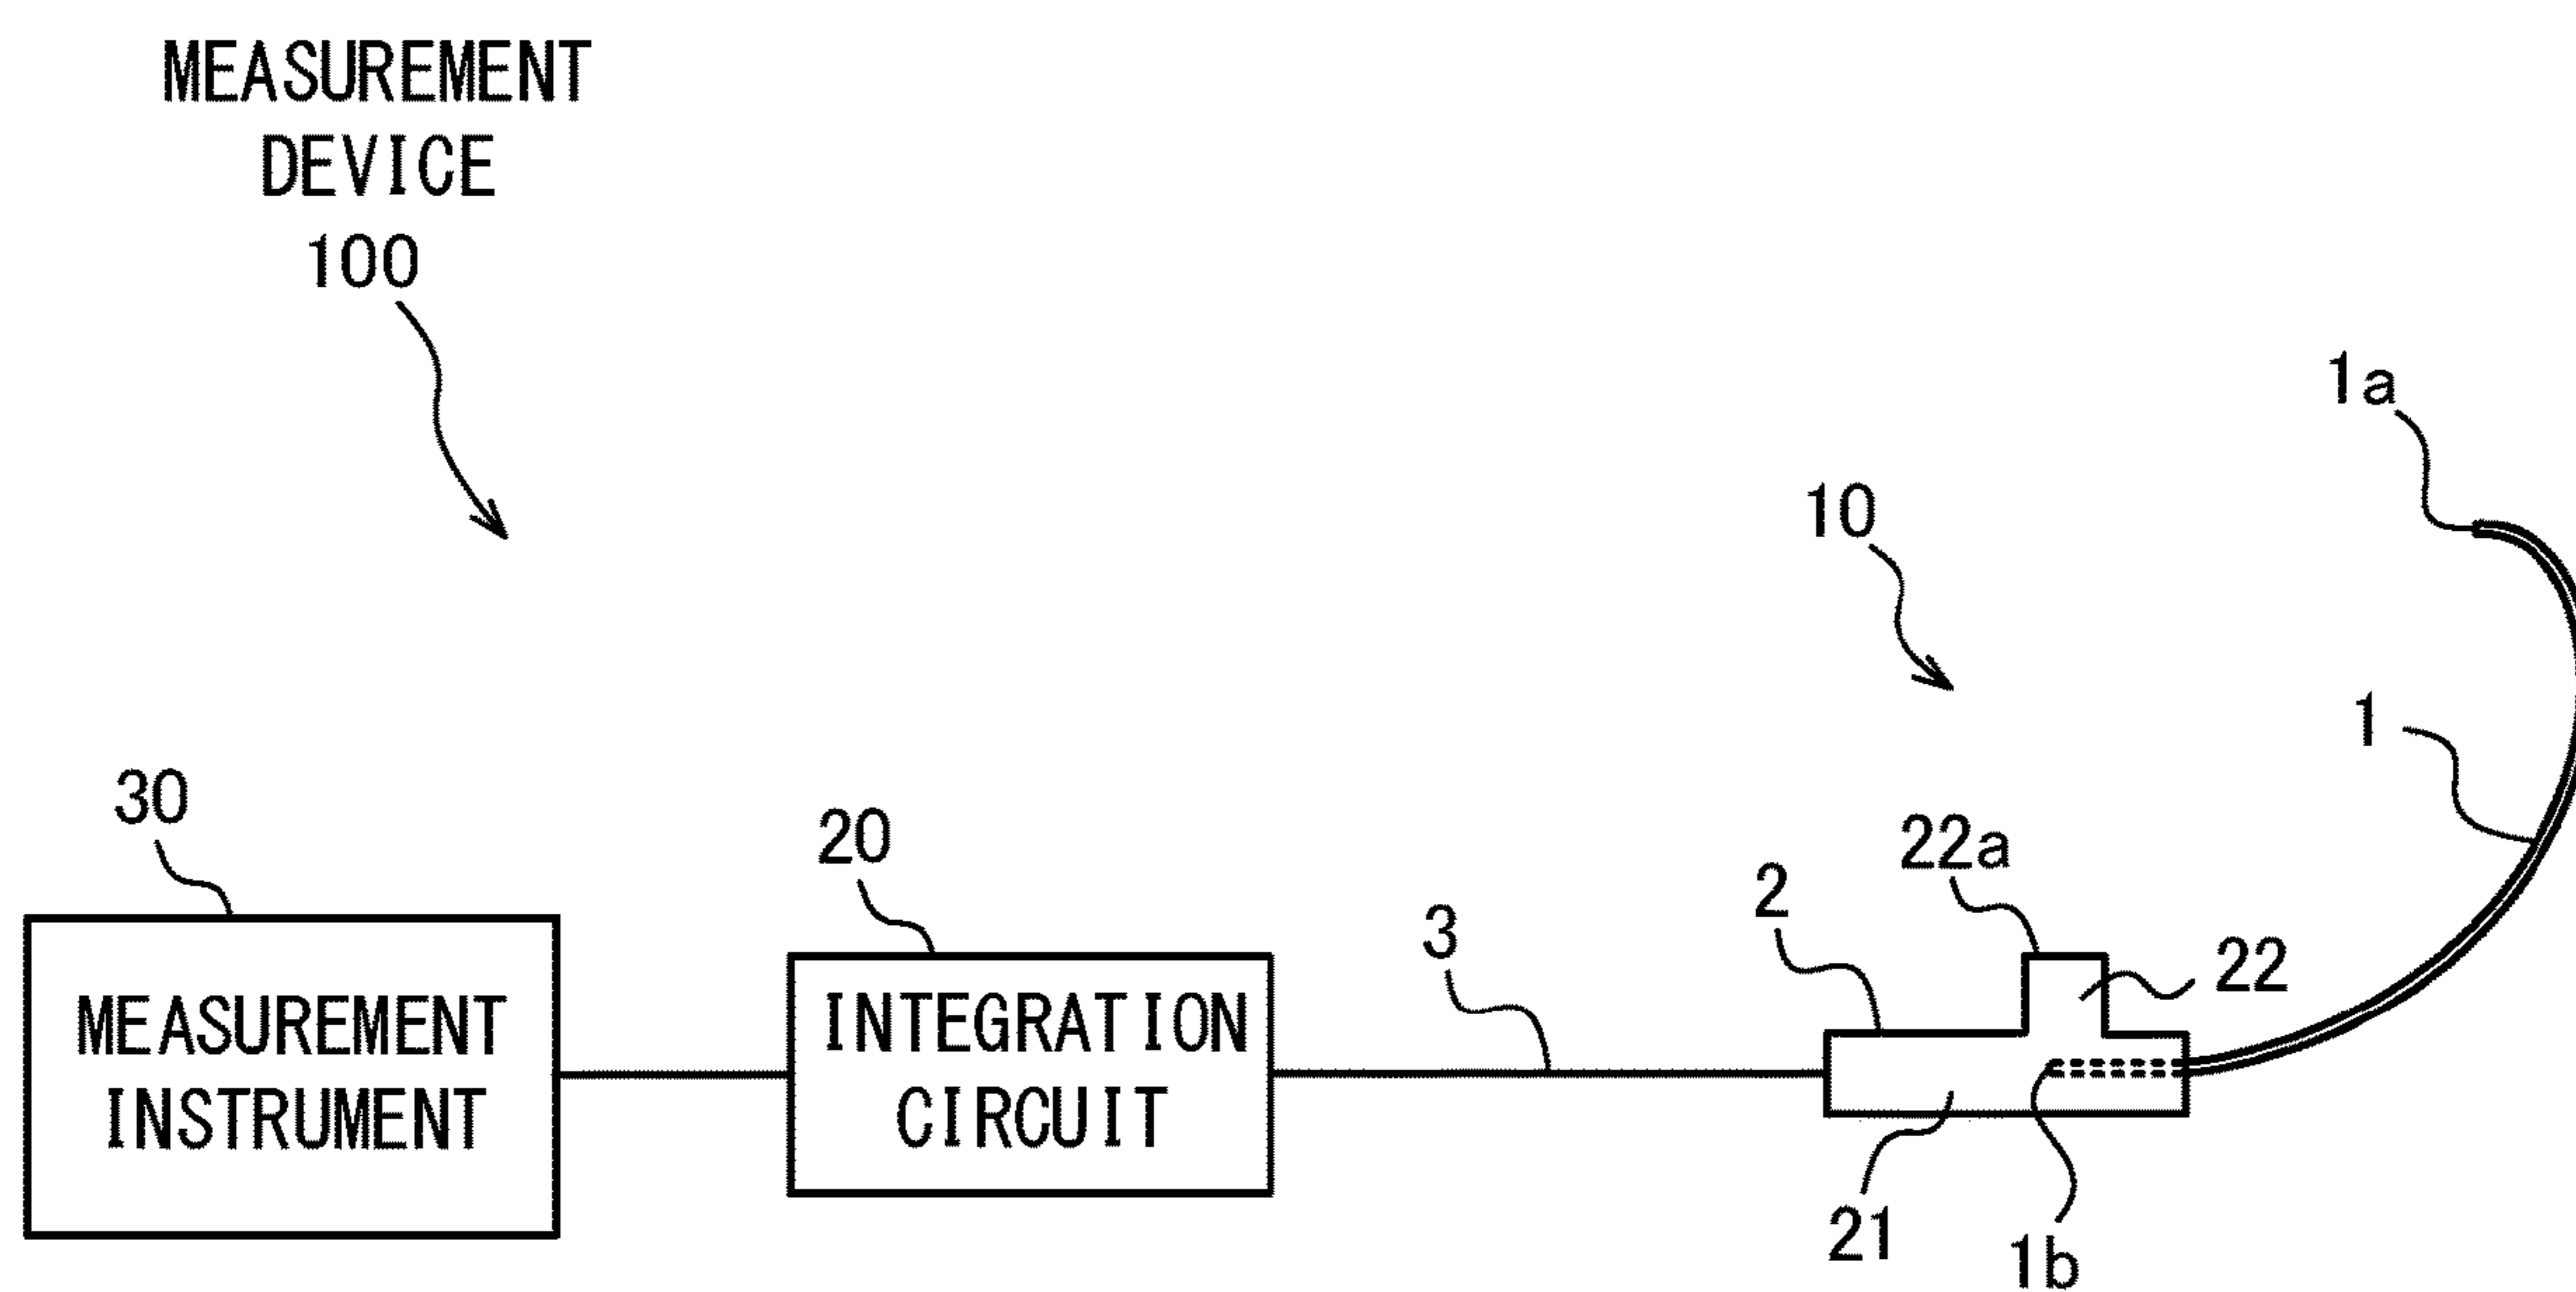 MEASUREMENT
DEVICE
100
1a
10
1
30
20
22a
2
3
22
MEASUREMENT
INSTRUMENT
INTEGRATION
CIRCUIT
21
1b